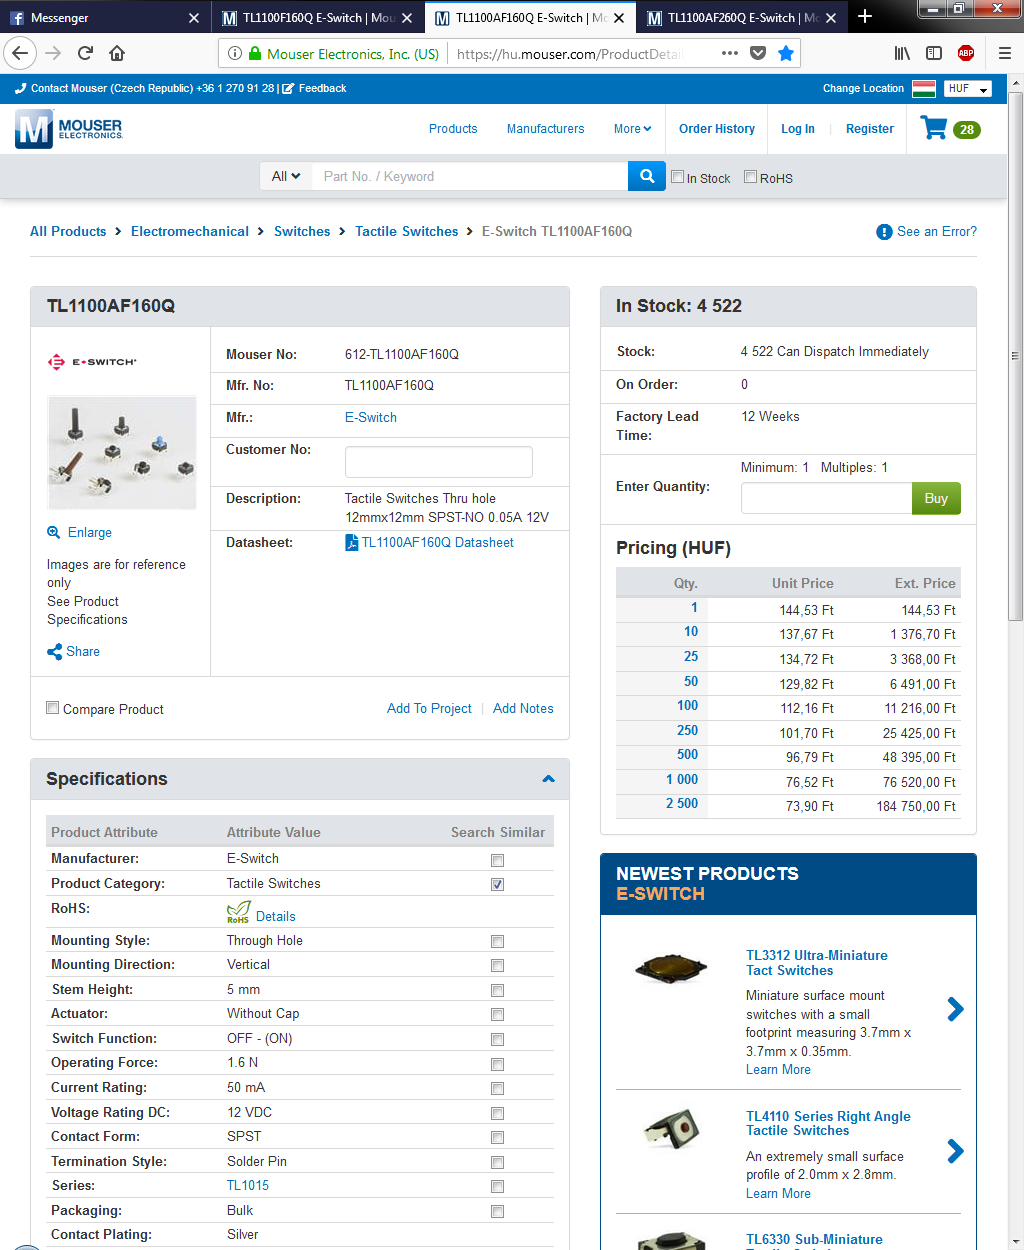 Messenger
TL1100F160Q E-Switch | Mou
TL1100AF160Q E-Switch | Mo
TL1100AF260Q E-Switch | Mo
Mouser Electronics, Inc. (US)
https://hu.mouser.com/ProductDetai
ABP
Contact Mouser (Czech Republic) +36 1 270 91 28 | Feedback
Change Location
HUF
MOUSER
ELECTRONICS
Products
Manufacturers
More
Order History
Log In
Register
28
All
Part No. / Keyword
In Stock
RoHS
All Products > Electromechanical > Switches > Tactile Switches > E-Switch TL1100AF160Q
See an Error?
TL1100AF160Q
E-SWITCH
Enlarge
Images are for reference
only
See Product
Specifications
Share
Mouser No: 612-TL1100AF160Q
Mfr. No: TL1100AF160Q
Mfr.: E-Switch
Customer No:
Description: Tactile Switches Thru hole
12mmx12mm SPST-NO 0.05A 12V
Datasheet: TL1100AF160Q Datasheet
Compare Product
Add To Project | Add Notes
In Stock: 4 522
Stock: 4 522 Can Dispatch Immediately
On Order: 0
Factory Lead 12 Weeks
Time:
Minimum: 1 Multiples: 1
Enter Quantity:
Buy
Pricing (HUF)
Qty. Unit Price Ext. Price
1 144,53 Ft 144,53 Ft
10 137,67 Ft 1 376,70 Ft
25 134,72 Ft 3 368,00 Ft
50 129,82 Ft 6 491,00 Ft
100 112,16 Ft 11 216,00 Ft
250 101,70 Ft 25 425,00 Ft
500 96,79 Ft 48 395,00 Ft
1 000 76,52 Ft 76 520,00 Ft
2 500 73,90 Ft 184 750,00 Ft
Specifications
Product Attribute Attribute Value Search Similar
Manufacturer: E-Switch
Product Category: Tactile Switches
RoHS: RoHS Details
Mounting Style: Through Hole
Mounting Direction: Vertical
Stem Height: 5 mm
Actuator: Without Cap
Switch Function: OFF - (ON)
Operating Force: 1.6 N
Current Rating: 50 mA
Voltage Rating DC: 12 VDC
Contact Form: SPST
Termination Style: Solder Pin
Series: TL1015
Packaging: Bulk
Contact Plating: Silver
NEWEST PRODUCTS
E-SWITCH
TL3312 Ultra-Miniature
Tact Switches
Miniature surface mount
switches with a small
footprint measuring 3.7mm x
3.7mm x 0.35mm.
Learn More
TL4110 Series Right Angle
Tactile Switches
An extremely small surface
profile of 2.0mm x 2.8mm.
Learn More
TL6330 Sub-Miniature